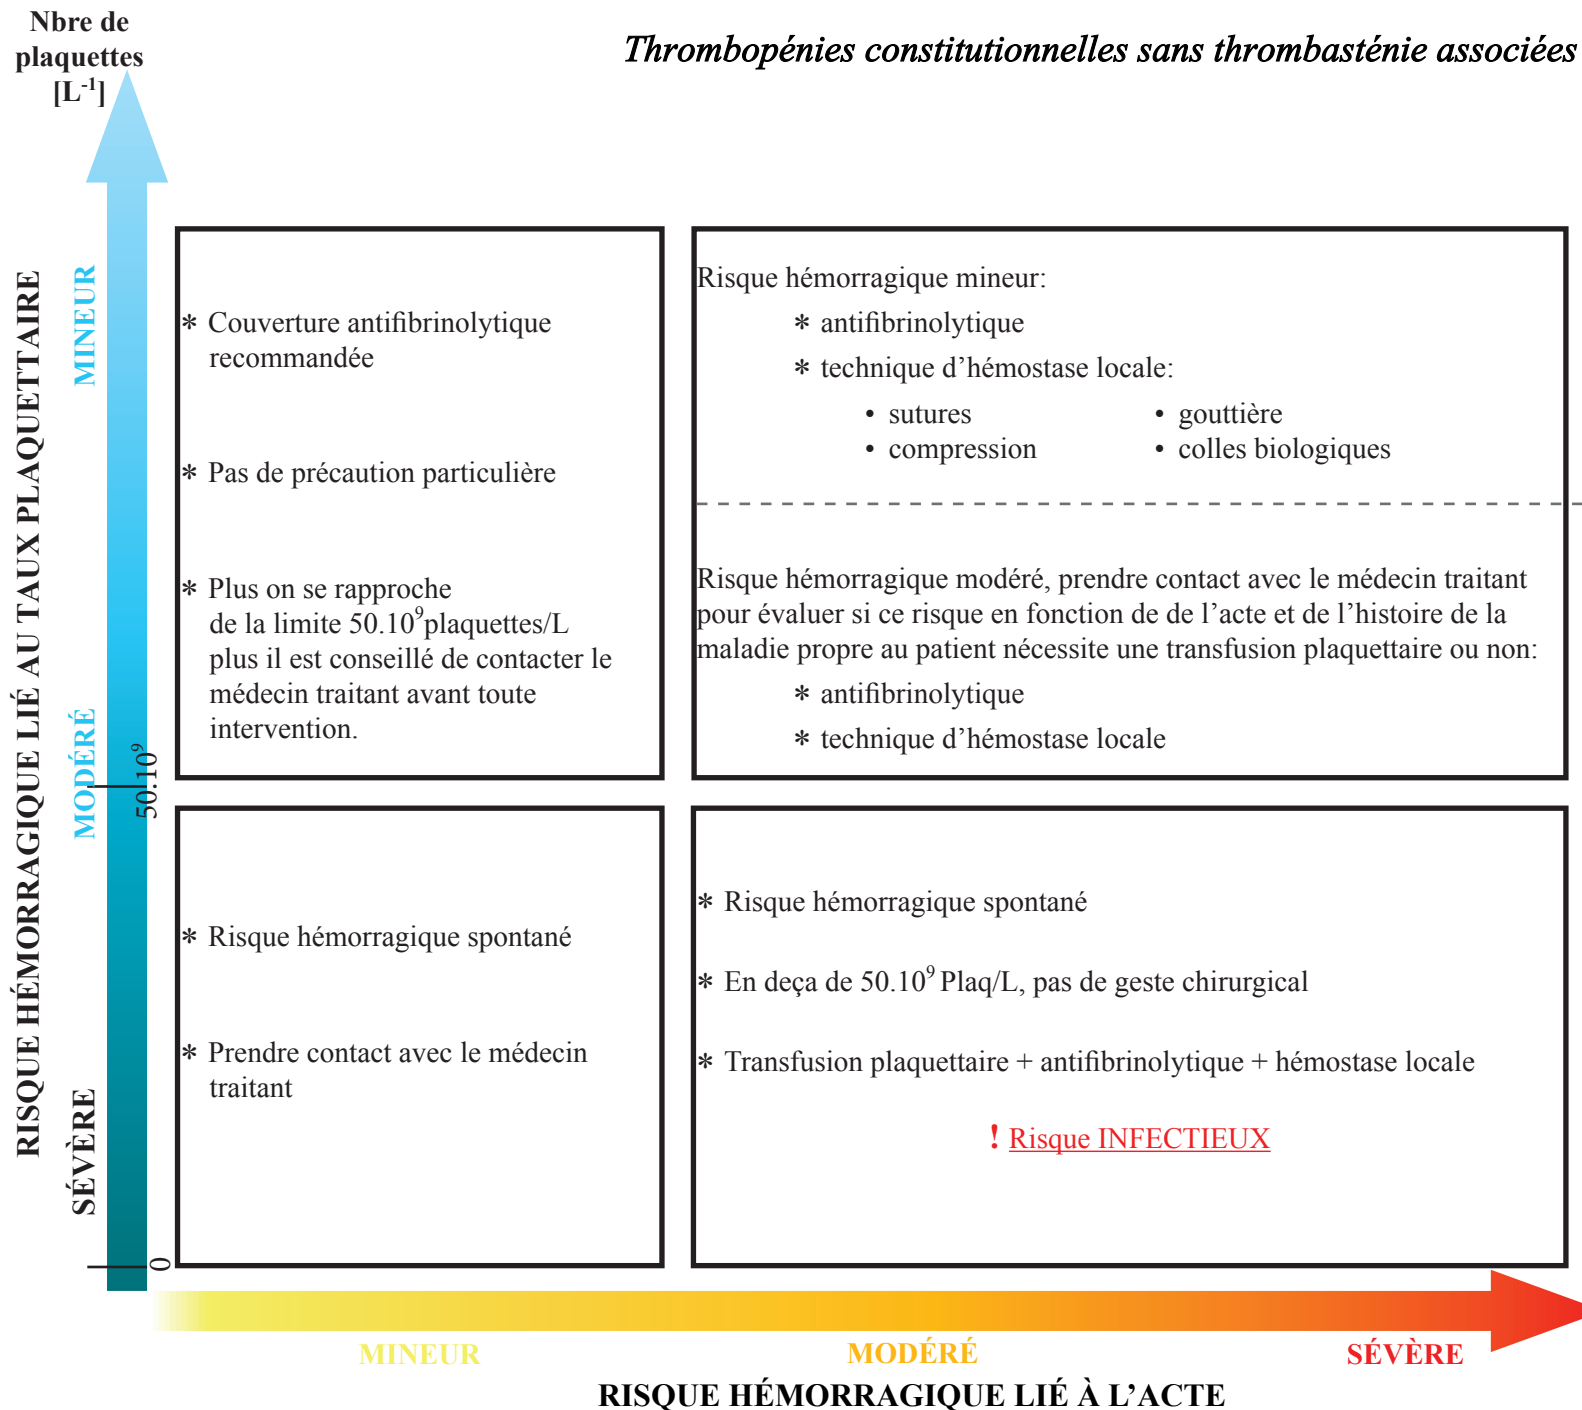 Nbre de
plaquettes
[L⁻¹]
Thrombopénies constitutionnelles sans thrombasténie associées
RISQUE HÉMORRAGIQUE LIÉ AU TAUX PLAQUETTAIRE
MINEUR
MODÉRÉ
SÉVÈRE
50.10⁹
0
* Couverture antifibrinolytique
recommandée
* Pas de précaution particulière
* Plus on se rapproche
de la limite 50.10⁹plaquettes/L
plus il est conseillé de contacter le
médecin traitant avant toute
intervention.
Risque hémorragique mineur:
* antifibrinolytique
* technique d’hémostase locale:
• sutures • gouttière
• compression • colles biologiques
Risque hémorragique modéré, prendre contact avec le médecin traitant
pour évaluer si ce risque en fonction de de l’acte et de l’histoire de la
maladie propre au patient nécessite une transfusion plaquettaire ou non:
* antifibrinolytique
* technique d’hémostase locale
* Risque hémorragique spontané
* Prendre contact avec le médecin
traitant
* Risque hémorragique spontané
* En deça de 50.10⁹ Plaq/L, pas de geste chirurgical
* Transfusion plaquettaire + antifibrinolytique + hémostase locale
! Risque INFECTIEUX
MINEUR MODÉRÉ SÉVÈRE
RISQUE HÉMORRAGIQUE LIÉ À L’ACTE